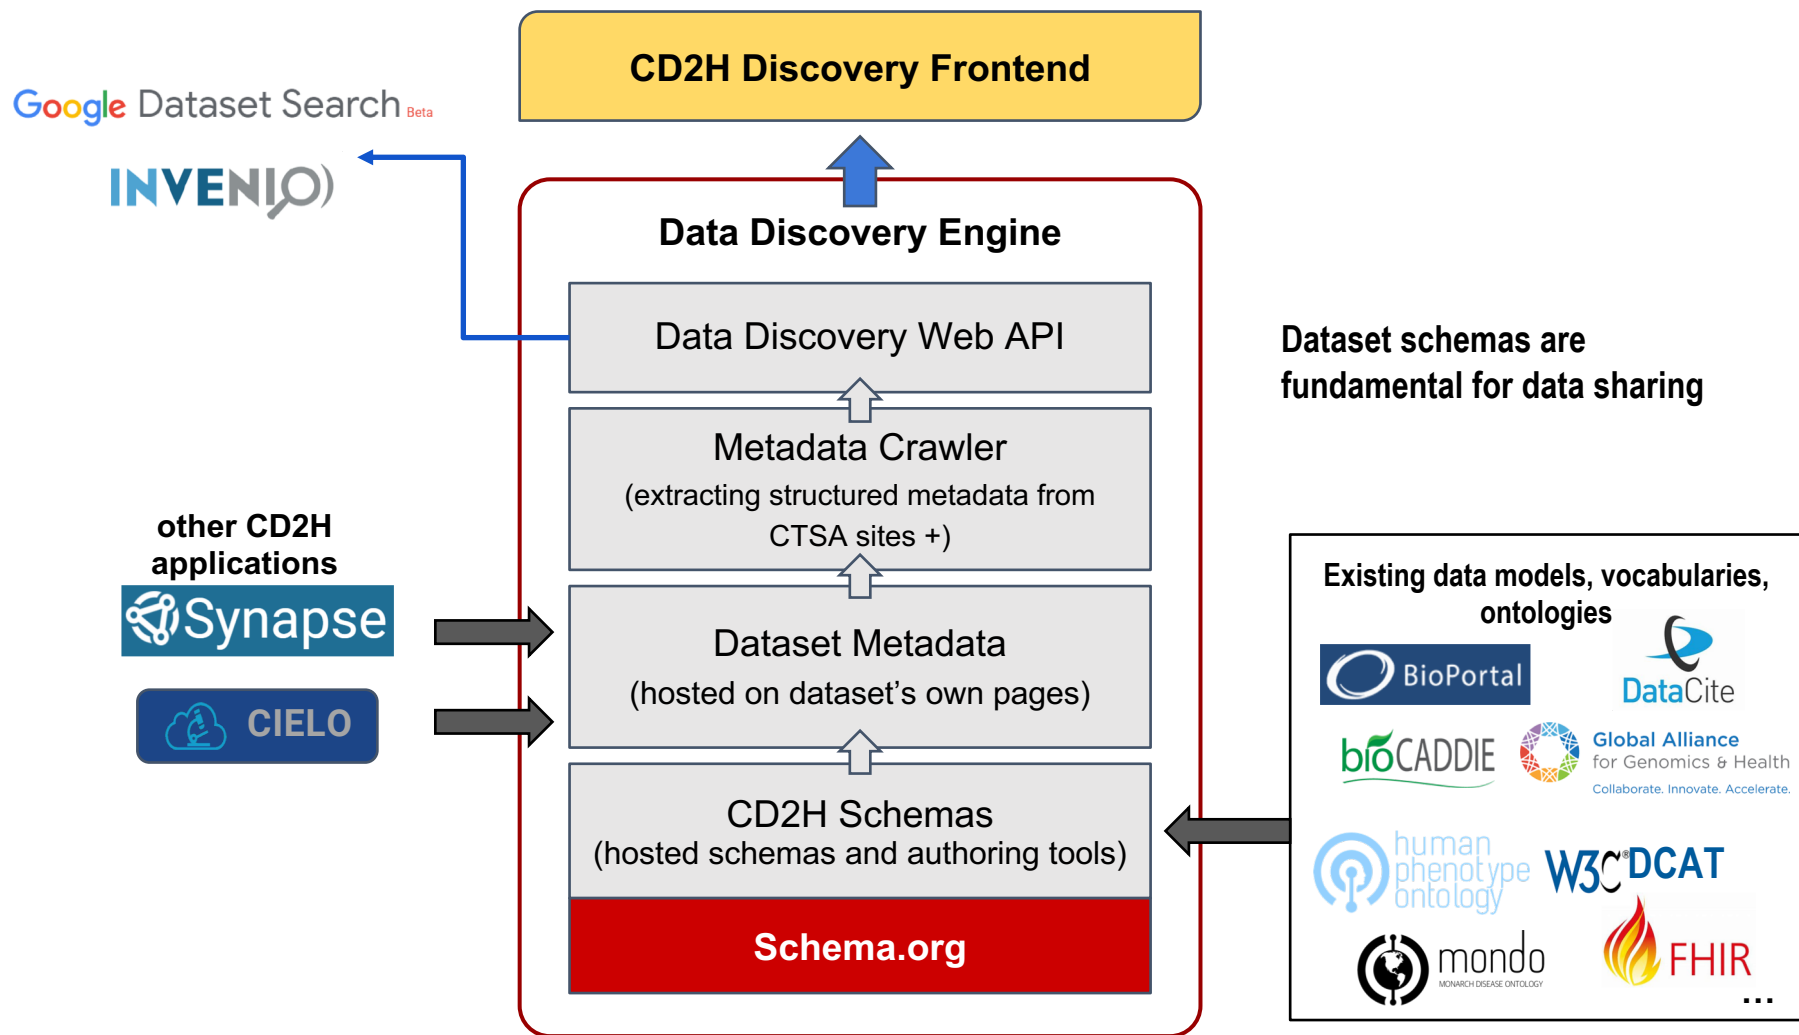 CD2H Discovery Frontend
Google Dataset Search Beta
INVENIO
Data Discovery Engine
Data Discovery Web API
Dataset schemas are
fundamental for data sharing
Metadata Crawler
(extracting structured metadata from
CTSA sites +)
other CD2H
applications
Synapse
CIELO
Dataset Metadata
(hosted on dataset's own pages)
CD2H Schemas
(hosted schemas and authoring tools)
Schema.org
Existing data models, vocabularies,
ontologies
BioPortal
DataCite
bioCADDIE
Global Alliance
for Genomics & Health
Collaborate. Innovate. Accelerate.
human
phenotype
ontology
W3C® DCAT
mondo
MONARCH DISEASE ONTOLOGY
FHIR
...